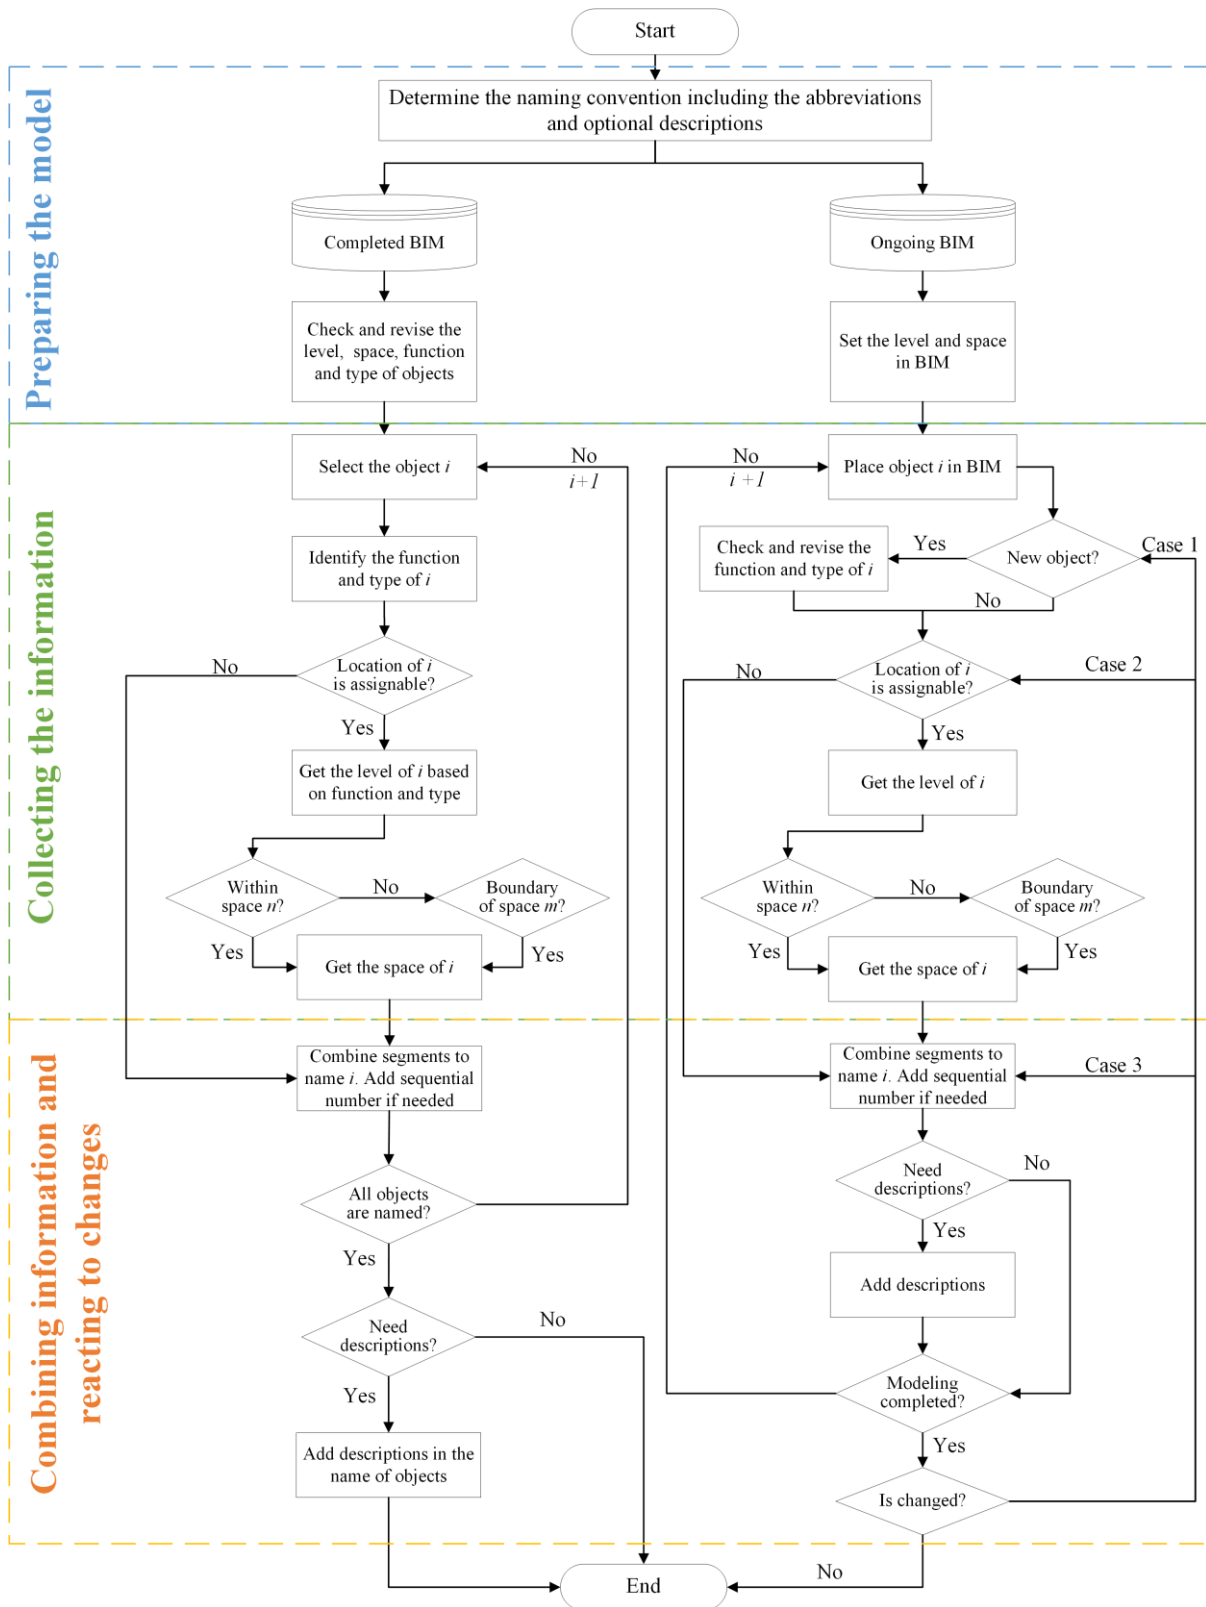 Start
Preparing the model
Determine the naming convention including the abbreviations
and optional descriptions
Completed BIM
Ongoing BIM
Check and revise the
level, space, function
and type of objects
Set the level and space
in BIM
Collecting the information
Select the object i
No
i+1
No
i +1
Place object i in BIM
Identify the function
and type of i
Check and revise the
function and type of i
Yes
New object?
Case 1
No
No
Location of i
is assignable?
No
Location of i
is assignable?
Case 2
Yes
Yes
Get the level of i based
on function and type
Get the level of i
Within
space n?
No
Boundary
of space m?
Within
space n?
No
Boundary
of space m?
Yes
Get the space of i
Yes
Yes
Get the space of i
Yes
Combining information and
reacting to changes
Combine segments to
name i. Add sequential
number if needed
Combine segments to
name i. Add sequential
number if needed
Case 3
All objects
are named?
Need
descriptions?
No
Yes
Yes
Add descriptions
Need
descriptions?
No
Yes
Modeling
completed?
Yes
Add descriptions in the
name of objects
Is changed?
End
No